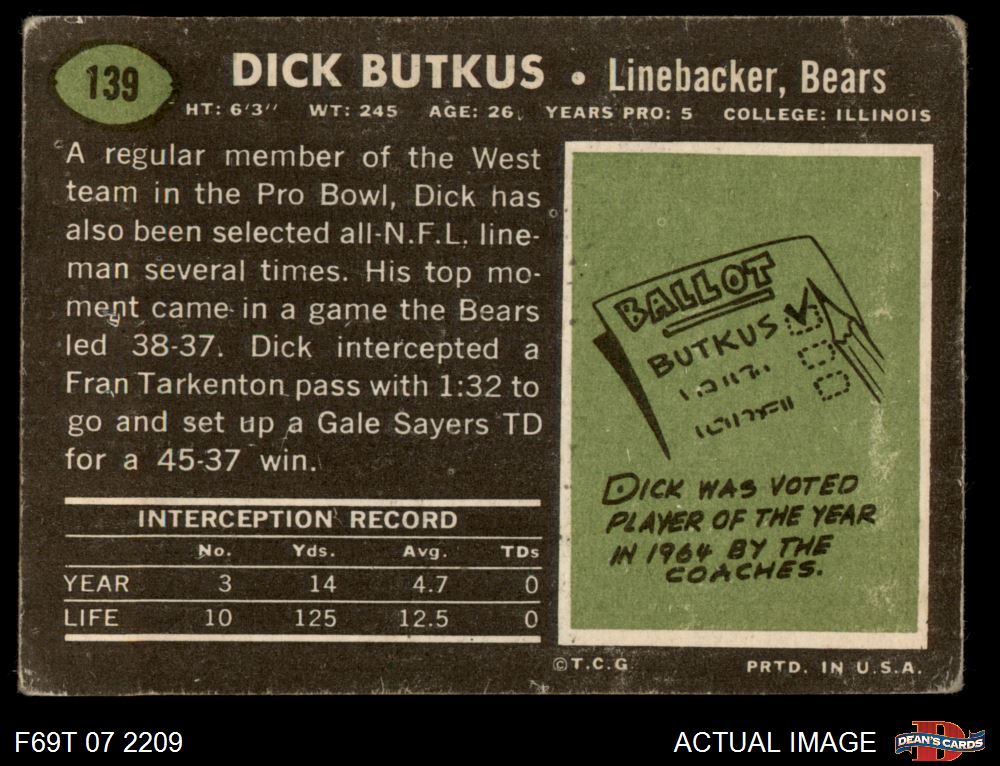 139
DICK BUTKUS • Linebacker, Bears
HT: 6'3" WT: 245 AGE: 26 YEARS PRO: 5 COLLEGE: ILLINOIS
A regular member of the West
team in the Pro Bowl, Dick has
also been selected all-N.F.L. line-
man several times. His top mo-
ment came in a game the Bears
led 38-37. Dick intercepted a
Fran Tarkenton pass with 1:32 to
go and set up a Gale Sayers TD
for a 45-37 win.
INTERCEPTION RECORD
No. Yds. Avg. TDs
YEAR 3 14 4.7 0
LIFE 10 125 12.5 0
BALLOT
BUTKUS
DICK WAS VOTED
PLAYER OF THE YEAR
IN 1964 BY THE
COACHES.
©T.C.G. PRTD. IN U.S.A.
F69T 07 2209
ACTUAL IMAGE
DEAN'S CARDS